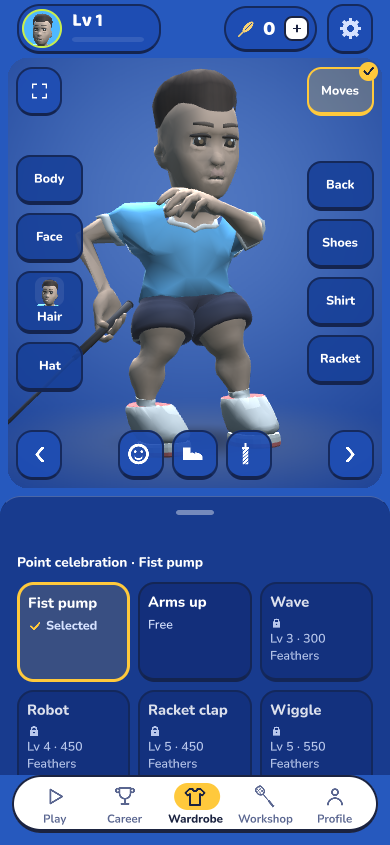 Lv 1
0
+
Moves
Body
Face
Hair
Hat
Back
Shoes
Shirt
Racket
Point celebration · Fist pump
Fist pump
Selected
Arms up
Free
Wave
Lv 3 · 300
Feathers
Robot
Lv 4 · 450
Feathers
Racket clap
Lv 5 · 450
Feathers
Wiggle
Lv 5 · 550
Feathers
Play
Career
Wardrobe
Workshop
Profile